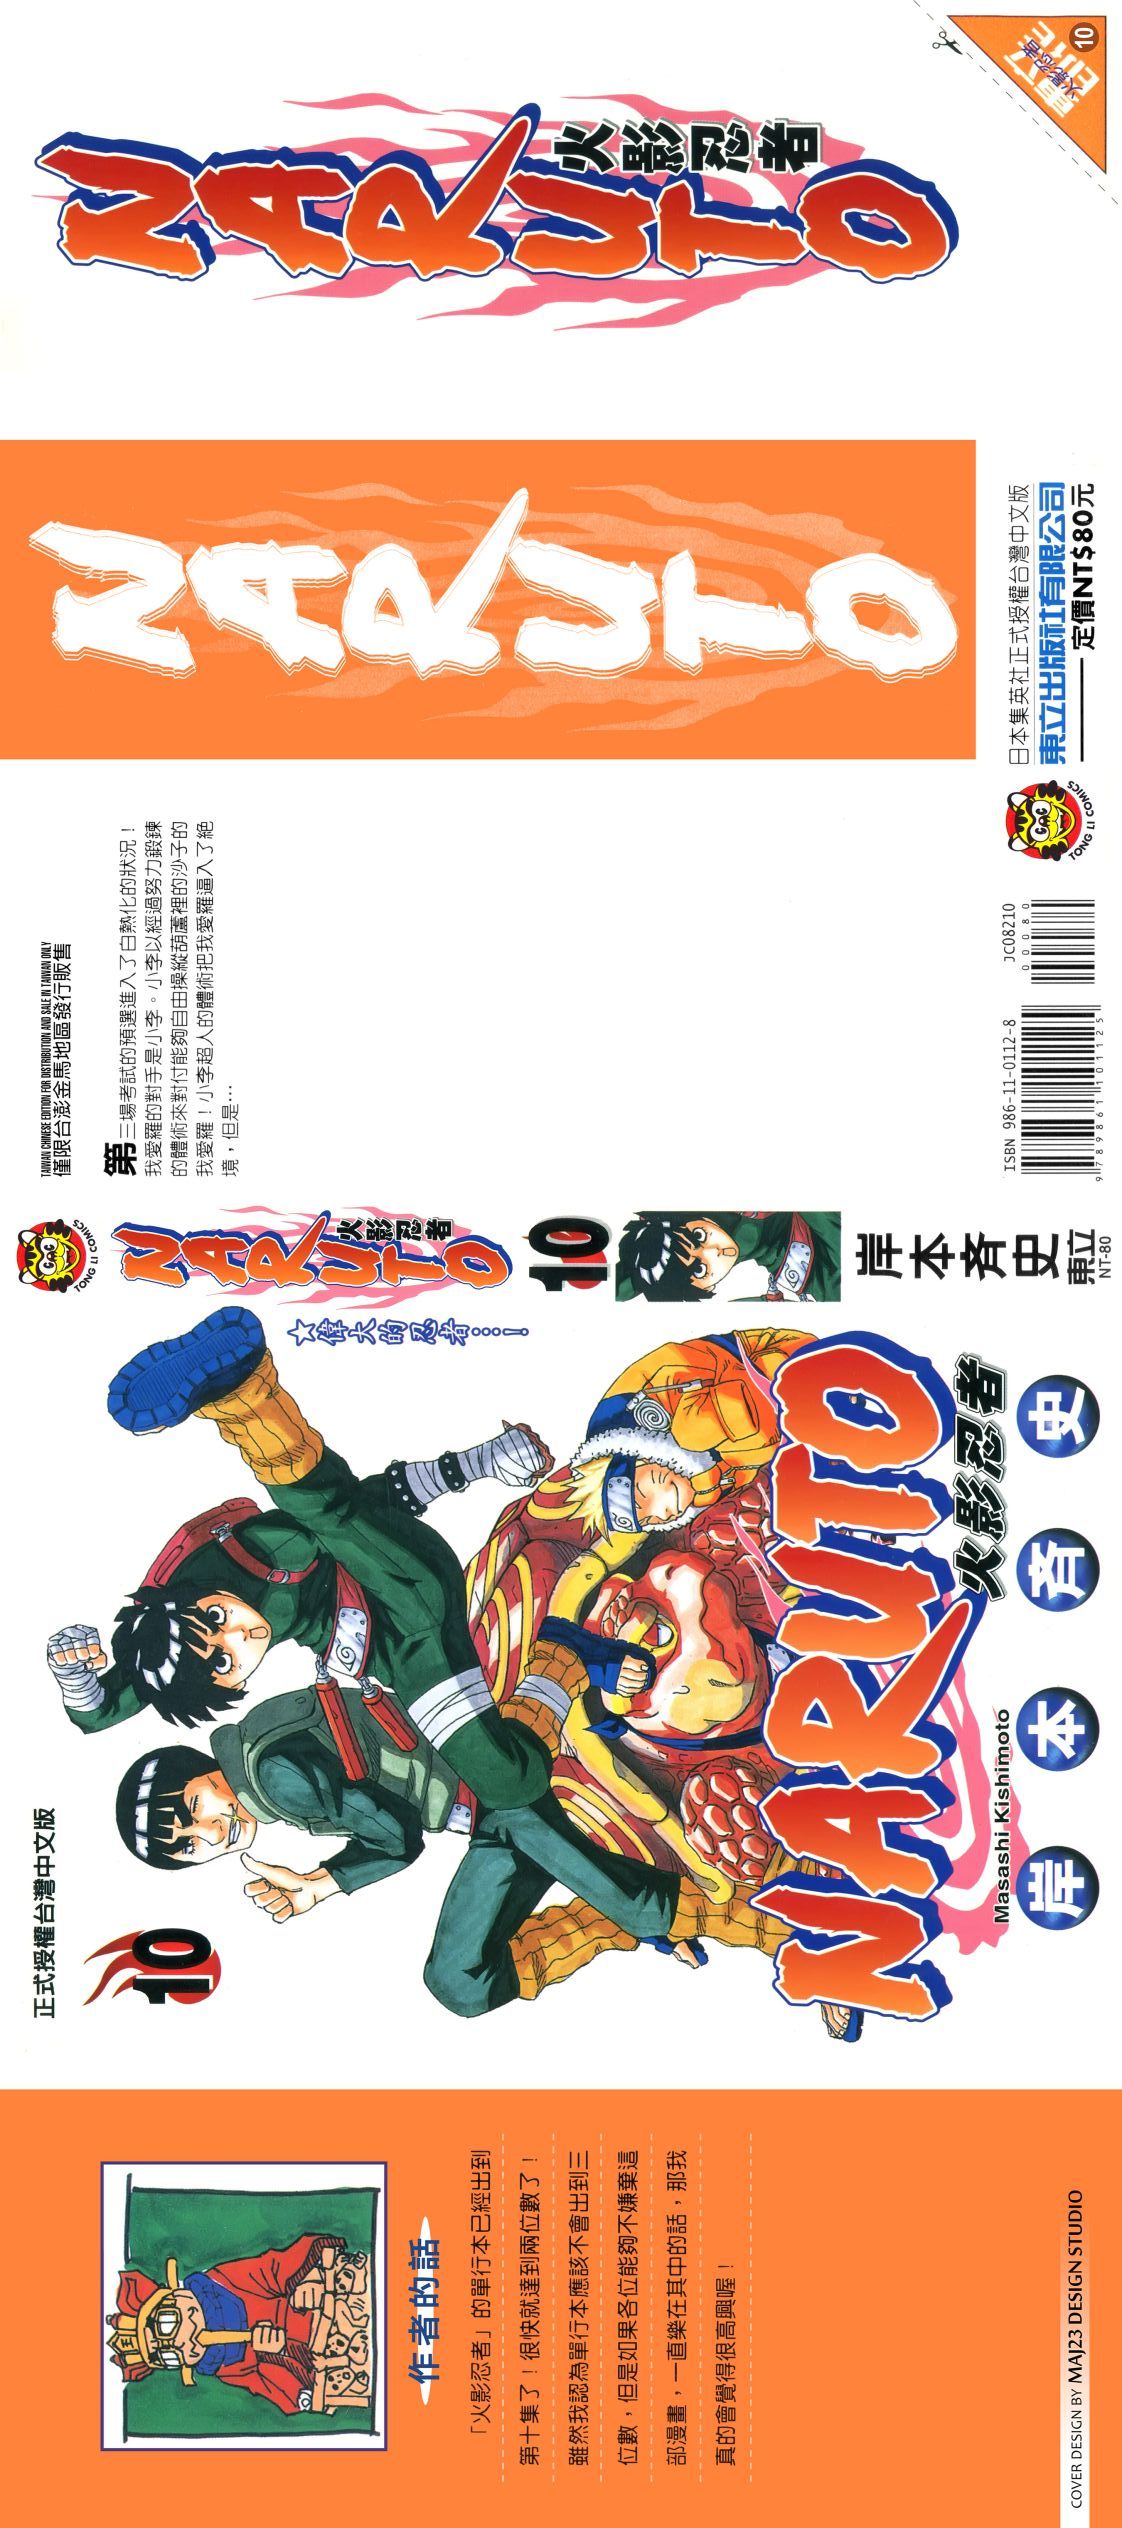 NARUTO
火影忍者
東立
火影忍者
10
NARUTO
日本集英社正式授權台灣中文版
東立出版社有限公司
定價NT$80元
TONG LI COMICS
TAIWAN CHINESE EDITION FOR DISTRIBUTION AND SALE IN TAIWAN ONLY
僅限台澎金馬地區發行販售
第三場考試的預選進入了白熱化的狀況！
我愛羅的對手是小李。小李以經過努力鍛鍊
的體術來對付能夠自由操縱葫蘆裡的沙子的
我愛羅！小李超人的體術把我愛羅逼入了絕
境，但是…
JC08210
00080
ISBN 986-11-0112-8
9789861101125
TONG LI COMICS
NARUTO
火影忍者
10
岸本斉史
東立
NT-80
正式授權台灣中文版
10
★偉大的忍者……！
NARUTO
火影忍者
Masashi Kishimoto
岸本斉史
作者的話
「火影忍者」的單行本已經出到
第十集了！很快就達到兩位數了！
雖然我認為單行本應該不會出到三
位數，但是如果各位能夠不嫌棄這
部漫畫，一直樂在其中的話，那我
真的會覺得很高興喔！
COVER DESIGN BY MAJ23 DESIGN STUDIO